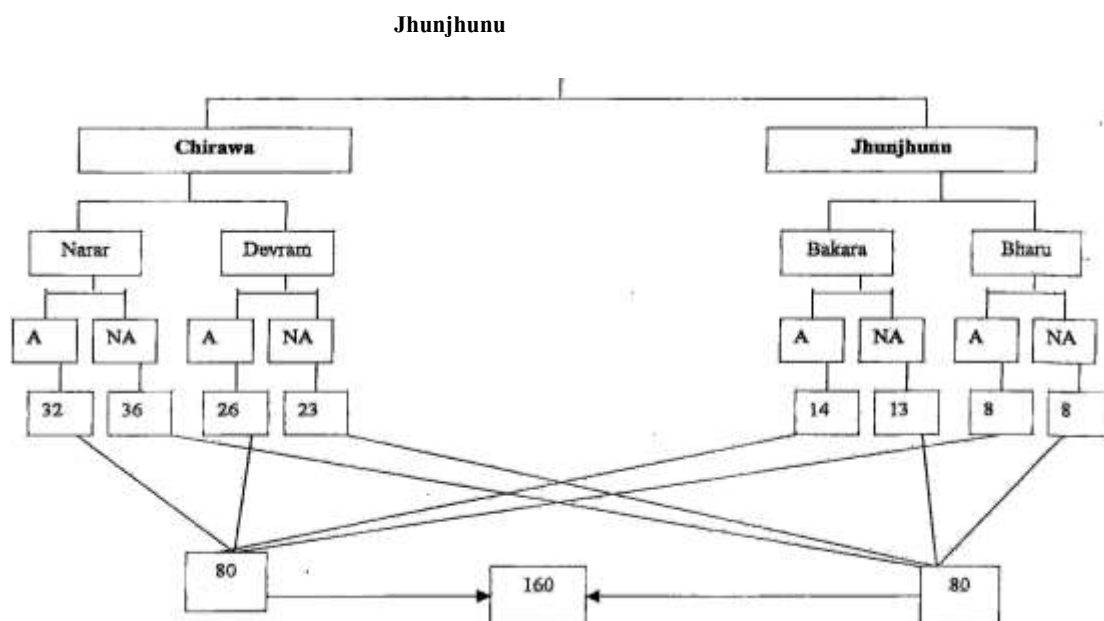 Jhunjhunu
Chirawa Jhunjhunu
Narar Devram Bakara Bharu
A NA A NA A NA A NA
32 36 26 23 14 13 8 8
80 160 80